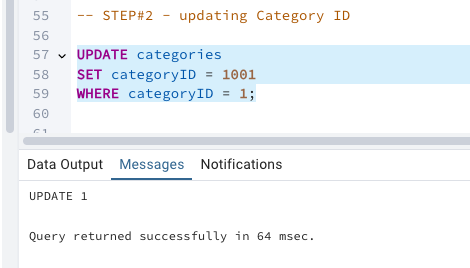 55 -- STEP#2 - updating Category ID
56
57 UPDATE categories
58 SET categoryID = 1001
59 WHERE categoryID = 1;
60
61
Data Output Messages Notifications
UPDATE 1
Query returned successfully in 64 msec.